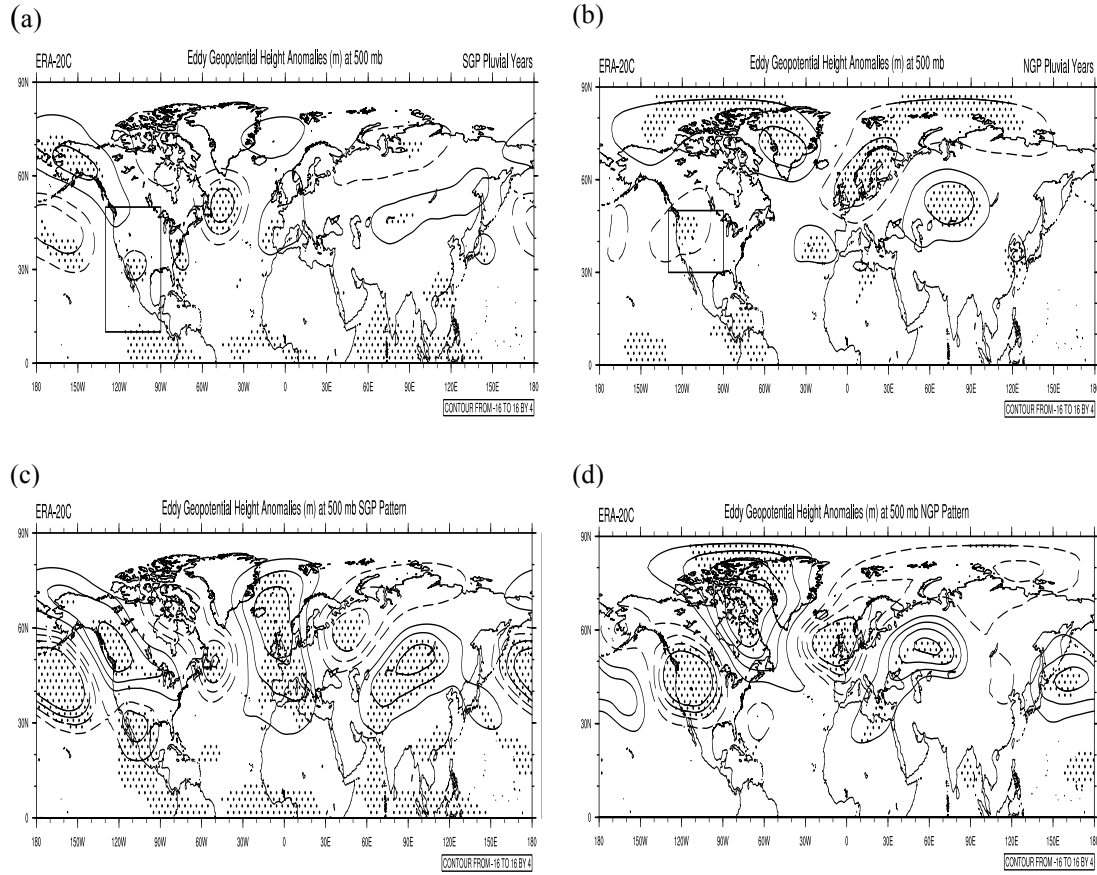 (a)
ERA-20C Eddy Geopotential Height Anomalies (m) at 500 mb SGP Pluvial Years
90N
60N
30N
0
180 150W 120W 90W 60W 30W 0 30E 60E 90E 120E 150E 180
CONTOUR FROM -16 TO 16 BY 4
(b)
ERA-20C Eddy Geopotential Height Anomalies (m) at 500 mb NGP Pluvial Years
90N
60N
30N
0
180 150W 120W 90W 60W 30W 0 30E 60E 90E 120E 150E 180
CONTOUR FROM -16 TO 16 BY 4
(c)
Eddy Geopotential Height Anomalies (m) at 500 mb SGP Pattern
ERA-20C
90N
60N
30N
0
180 150W 120W 90W 60W 30W 0 30E 60E 90E 120E 150E 180
CONTOUR FROM -16 TO 16 BY 4
(d)
Eddy Geopotential Height Anomalies (m) at 500 mb NGP Pattern
ERA-20C
90N
60N
30N
0
180 150W 120W 90W 60W 30W 0 30E 60E 90E 120E 150E 180
CONTOUR FROM -16 TO 16 BY 4